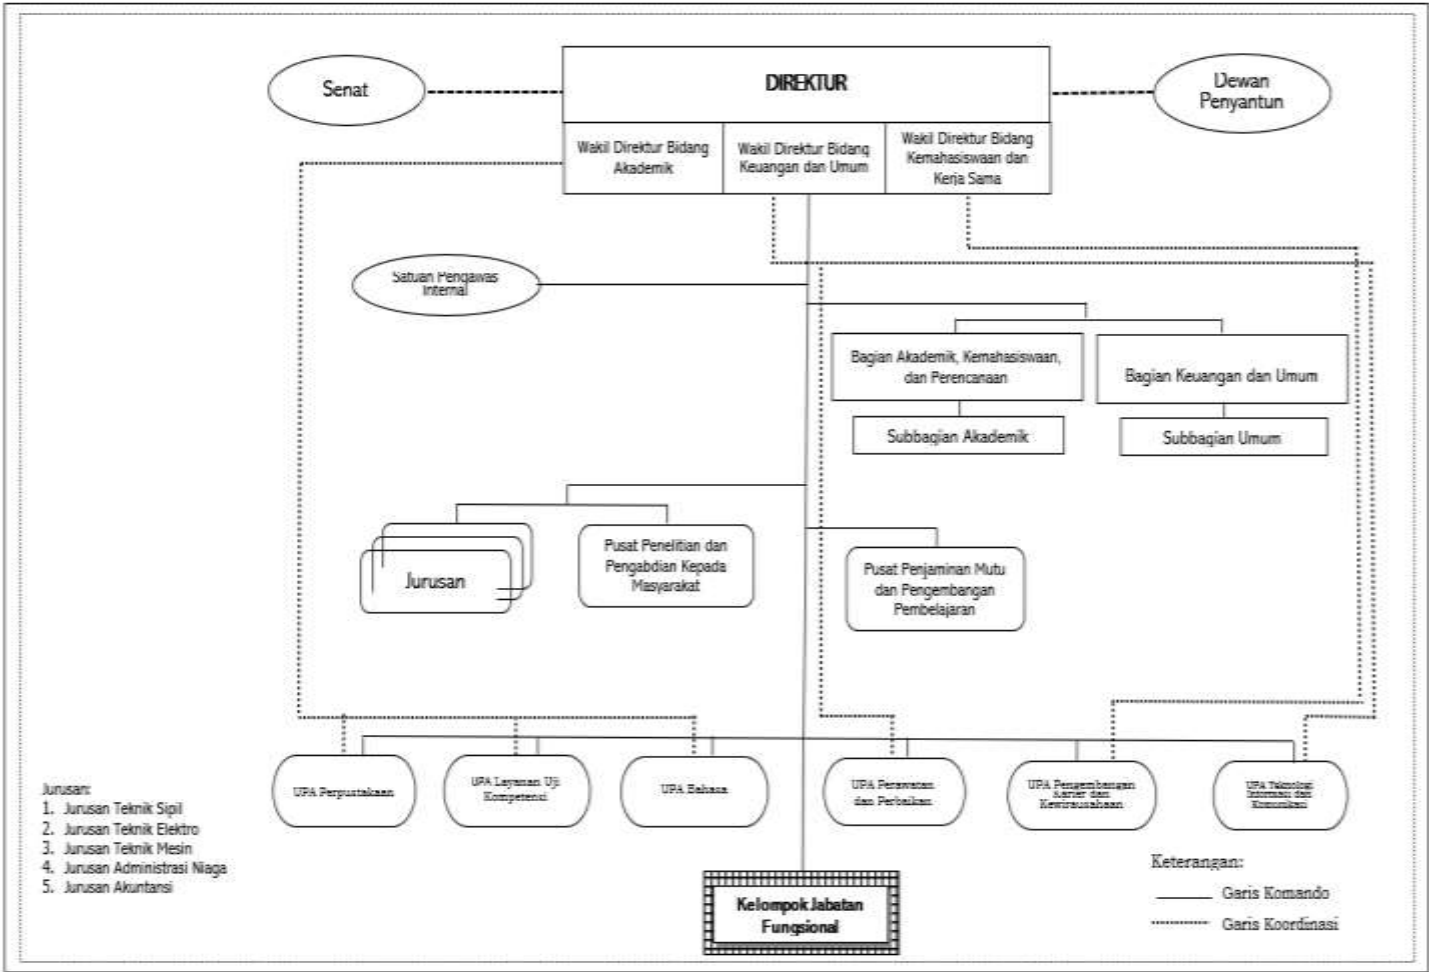 Senat
DIREKTUR
Dewan
Penyantun
Wakil Direktur Bidang
Akademik
Wakil Direktur Bidang
Keuangan dan Umum
Wakil Direktur Bidang
Kemahasiswaan dan
Kerja Sama
Satuan Pengawas
Internal
Bagian Akademik, Kemahasiswaan,
dan Perencanaan
Bagian Keuangan dan Umum
Subbagian Akademik
Subbagian Umum
Jurusan
Pusat Penelitian dan
Pengabdian Kepada
Masyarakat
Pusat Penjaminan Mutu
dan Pengembangan
Pembelajaran
UPA Perpustakaan
UPA Layanan Uji
Kompetensi
UPA Bahasa
UPA Perawatan
dan Perbaikan
UPA Pengembangan
Karier dan
Kewirausahaan
UPA Teknologi
Informasi dan
Komunikasi
Jurusan:
1. Jurusan Teknik Sipil
2. Jurusan Teknik Elektro
3. Jurusan Teknik Mesin
4. Jurusan Administrasi Niaga
5. Jurusan Akuntansi
Kelompok Jabatan
Fungsional
Keterangan:
Garis Komando
Garis Koordinasi